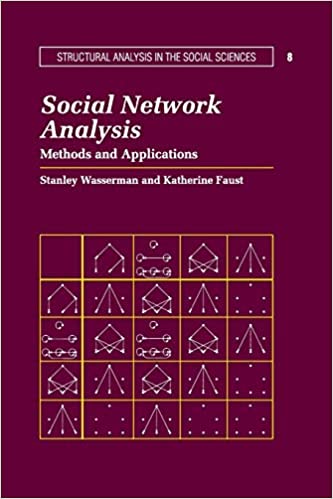 STRUCTURAL ANALYSIS IN THE SOCIAL SCIENCES 8
Social Network
Analysis
Methods and Applications
Stanley Wasserman and Katherine Faust